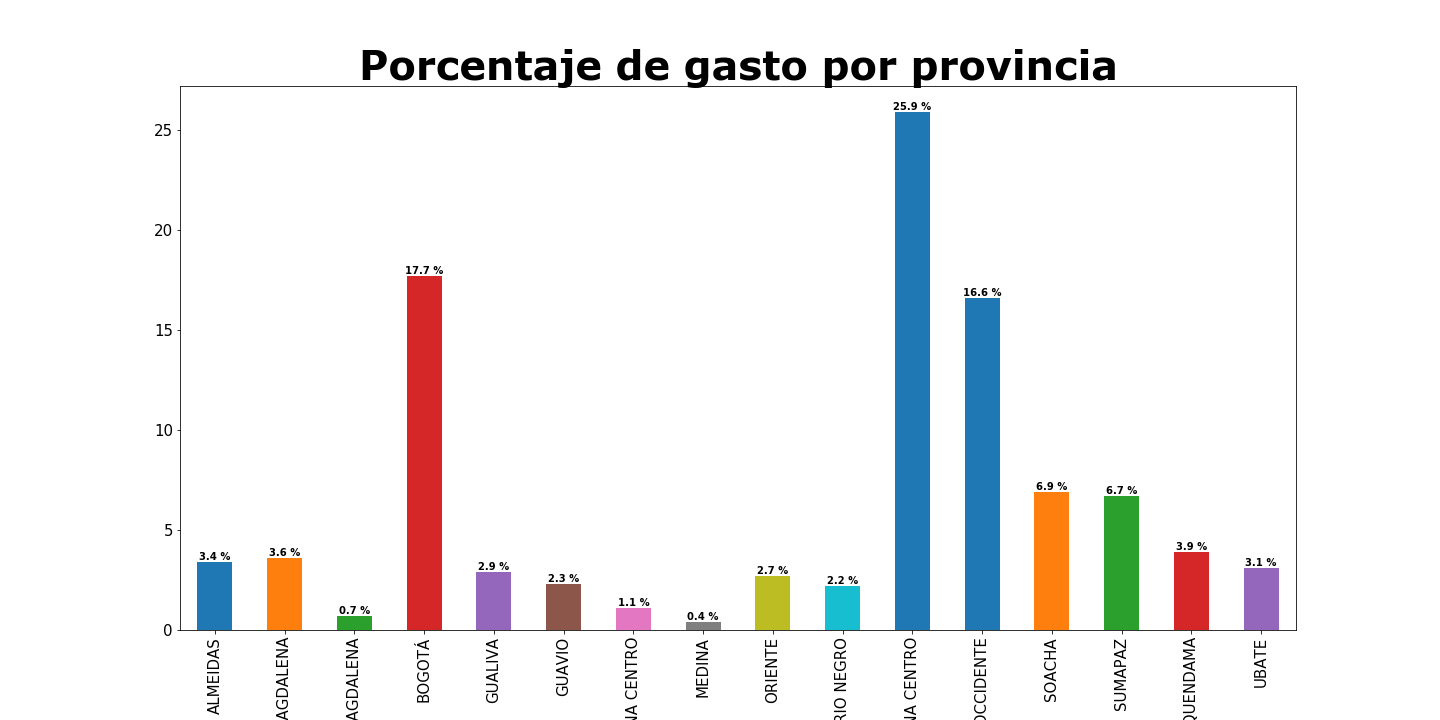 Porcentaje de gasto por provincia
25
20
15
10
5
0
3.4 %
3.6 %
0.7 %
17.7 %
2.9 %
2.3 %
1.1 %
0.4 %
2.7 %
2.2 %
25.9 %
16.6 %
6.9 %
6.7 %
3.9 %
3.1 %
ALMEIDAS
AGDALENA
AGDALENA
BOGOTÁ
GUALIVA
GUAVIO
NA CENTRO
MEDINA
ORIENTE
RIO NEGRO
NA CENTRO
OCCIDENTE
SOACHA
SUMAPAZ
QUENDAMA
UBATE